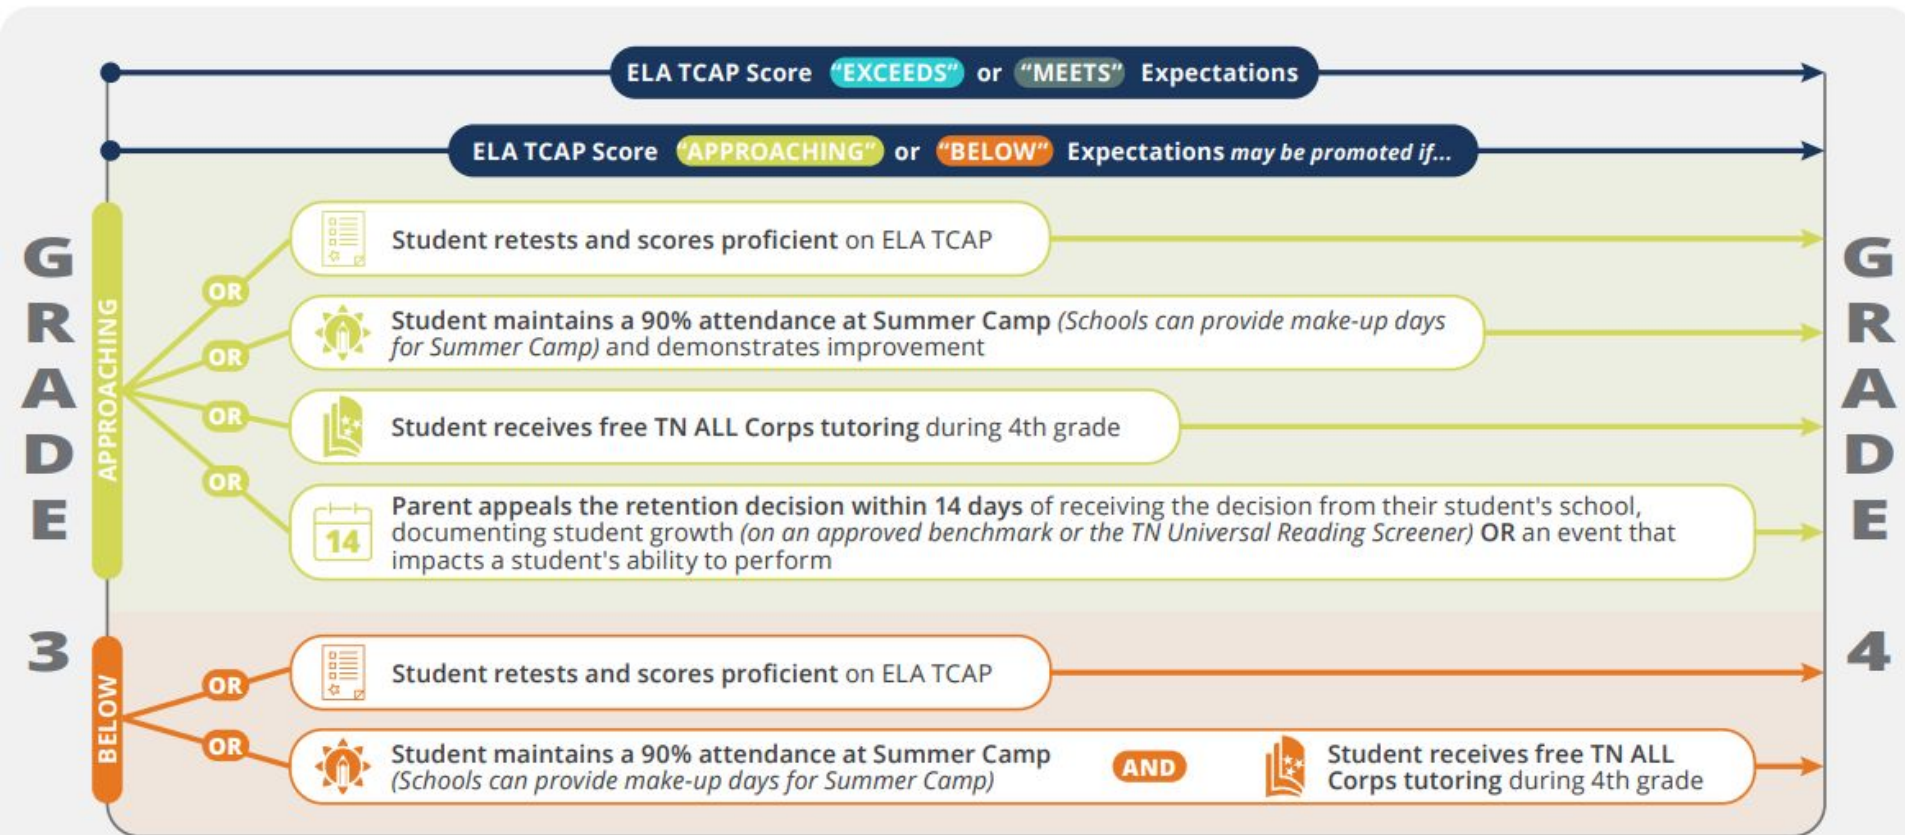 ELA TCAP Score "EXCEEDS" or "MEETS" Expectations
ELA TCAP Score "APPROACHING" or "BELOW" Expectations may be promoted if...
GRADE 3
APPROACHING
OR
Student retests and scores proficient on ELA TCAP
OR
Student maintains a 90% attendance at Summer Camp (Schools can provide make-up days
for Summer Camp) and demonstrates improvement
OR
Student receives free TN ALL Corps tutoring during 4th grade
OR
14
Parent appeals the retention decision within 14 days of receiving the decision from their student's school,
documenting student growth (on an approved benchmark or the TN Universal Reading Screener) OR an event that
impacts a student's ability to perform
BELOW
OR
Student retests and scores proficient on ELA TCAP
OR
Student maintains a 90% attendance at Summer Camp
(Schools can provide make-up days for Summer Camp)
AND
Student receives free TN ALL
Corps tutoring during 4th grade
GRADE 4